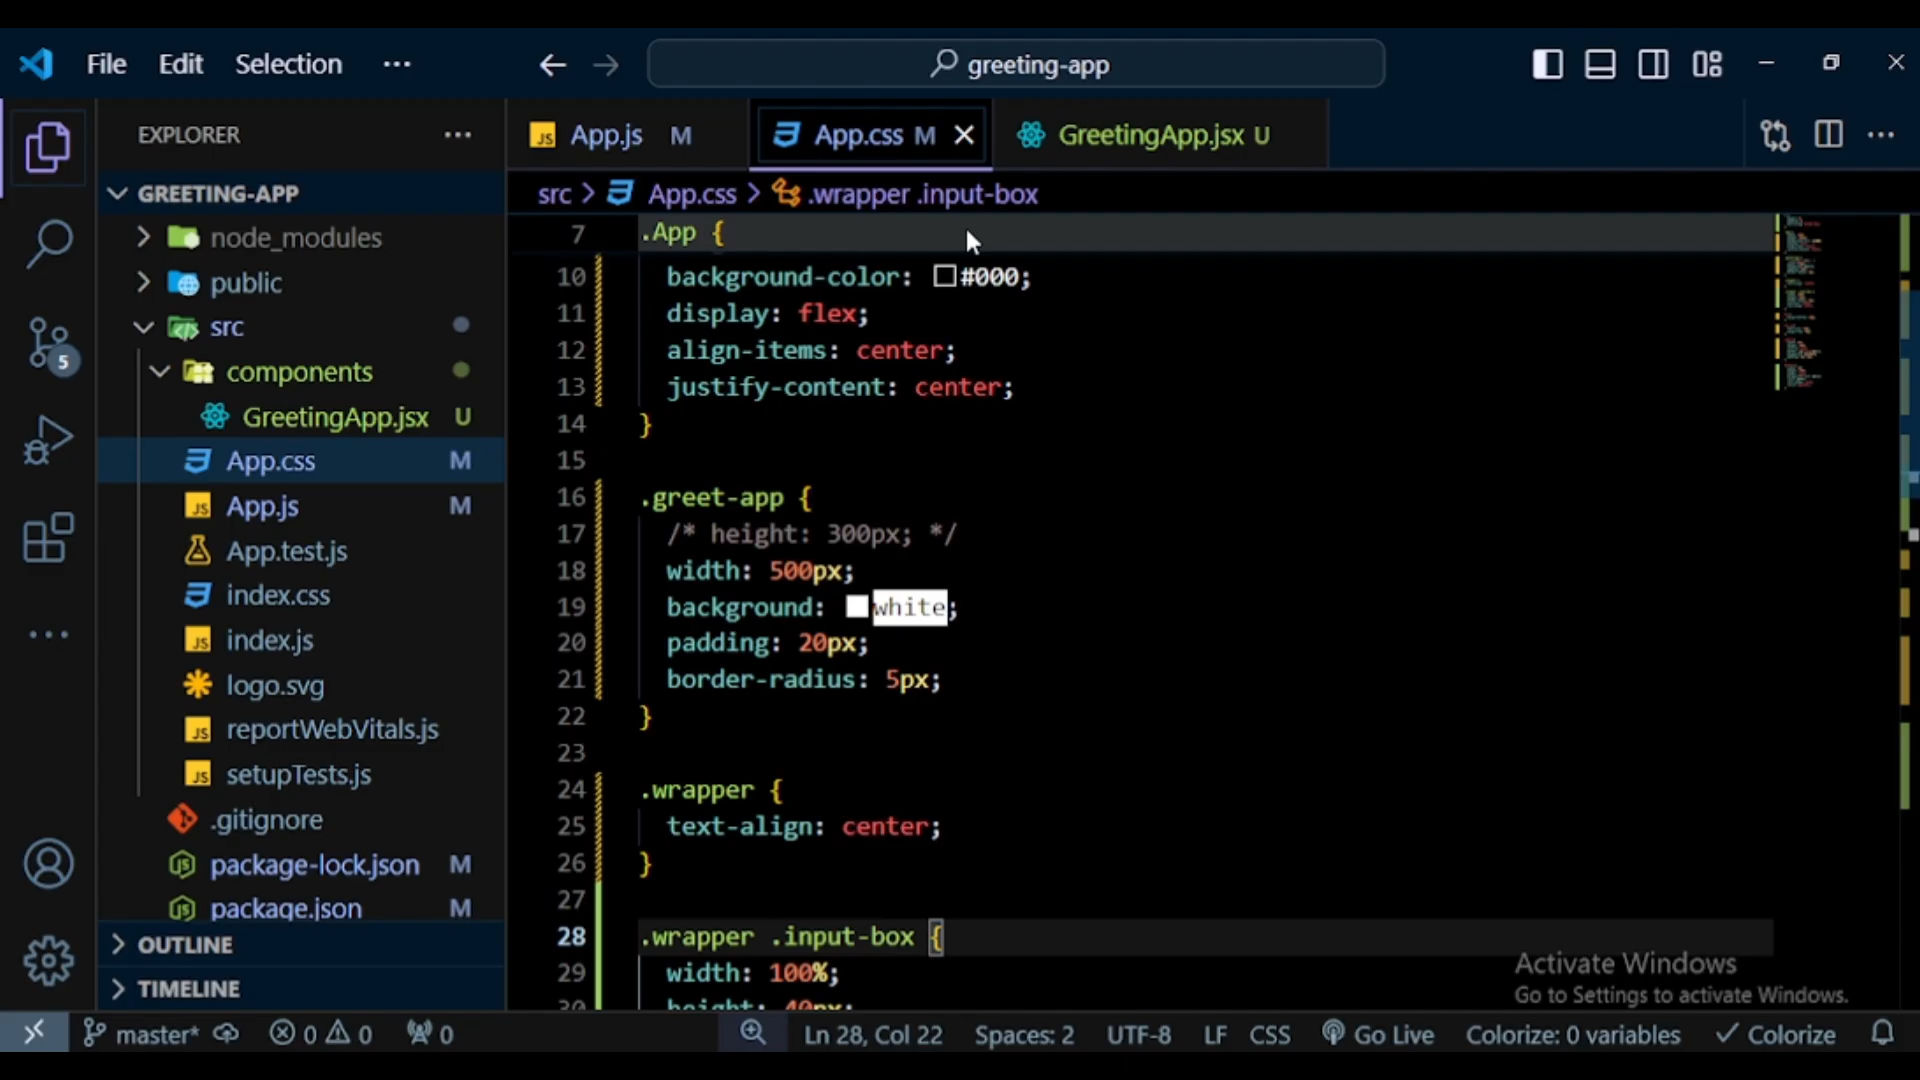 File Edit Selection ··· greeting-app
EXPLORER ···
App.js M App.css M GreetingApp.jsx U
GREETING-APP
src > App.css > .wrapper .input-box
node_modules
public
src
components
GreetingApp.jsx U
App.css M
App.js M
App.test.js
index.css
index.js
logo.svg
reportWebVitals.js
setupTests.js
.gitignore
package-lock.json M
package.json M
OUTLINE
TIMELINE
5
7 .App {
10 background-color: #000;
11 display: flex;
12 align-items: center;
13 justify-content: center;
14 }
15
16 .greet-app {
17 /* height: 300px; */
18 width: 500px;
19 background: white;
20 padding: 20px;
21 border-radius: 5px;
22 }
23
24 .wrapper {
25 text-align: center;
26 }
27
28 .wrapper .input-box {
29 width: 100%;
30 height: 40px;
Activate Windows
Go to Settings to activate Windows.
master* 0 0 0 Ln 28, Col 22 Spaces: 2 UTF-8 LF CSS Go Live Colorize: 0 variables Colorize